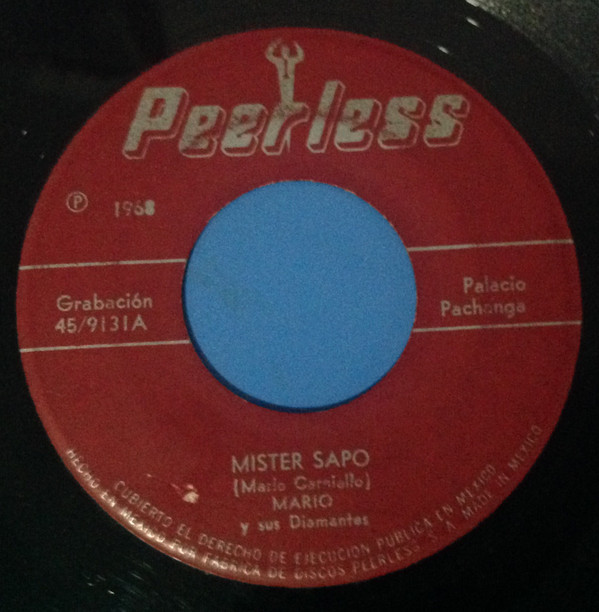 Peerless
℗ 1968
Grabación
45/9131A
Palacio
Pachanga
MISTER SAPO
(Mario Carniallo)
MARIO
y sus Diamantes
CUBIERTO EL DERECHO DE EJECUCION PUBLICA EN MEXICO
HECHO EN MEXICO POR FABRICA DE DISCOS PEERLESS S. A. MADE IN MEXICO